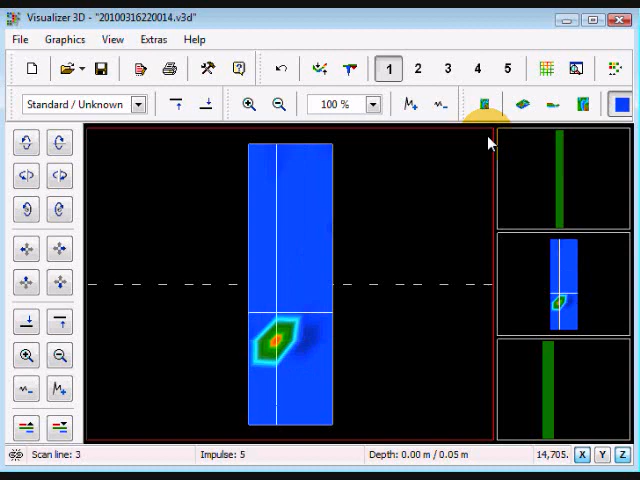 Visualizer 3D - "20100316220014.v3d"
File Graphics View Extras Help
1 2 3 4 5
Standard / Unknown 100 %
Scan line: 3 Impulse: 5 Depth: 0.00 m / 0.05 m 14,705. X Y Z